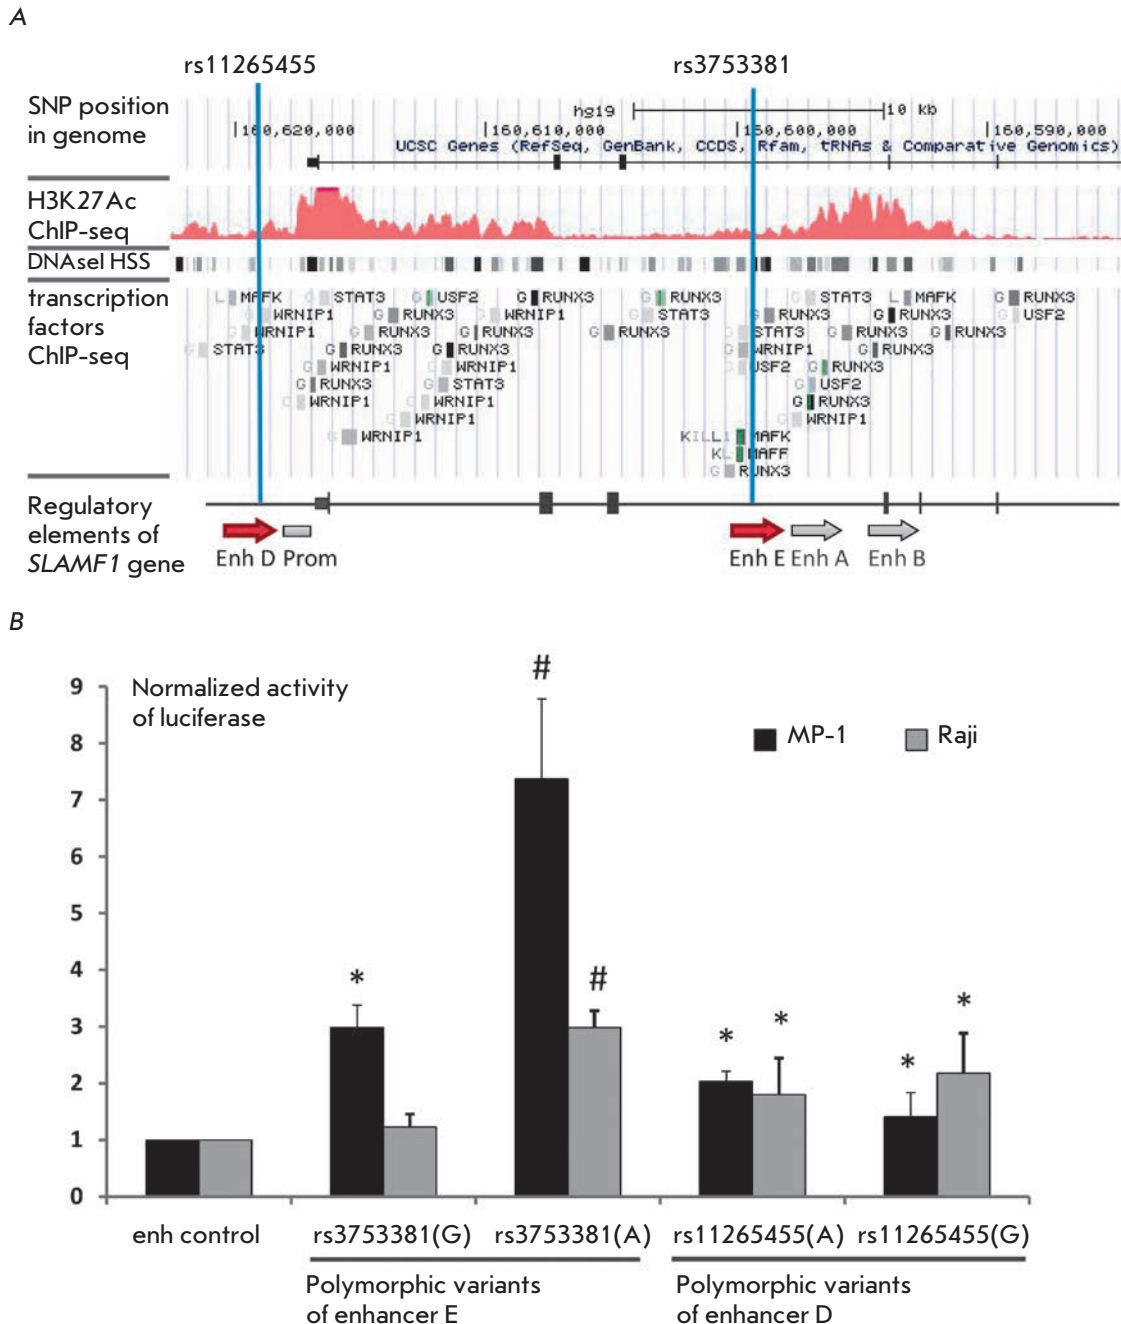 A
rs11265455
rs3753381
SNP position
in genome
hg19
10 kb
160,620,000
160,610,000
160,600,000
160,590,000
UCSC Genes (RefSeq, GenBank, CCDS, Rfam, tRNAs & Comparative Genomics)
H3K27Ac
ChIP-seq
DNAseI HSS
transcription
factors
ChIP-seq
L MAFK
G STAT3
G USF2
G RUNX3
G RUNX3
G STAT3
L MAFK
G RUNX3
WRNIP1
G RUNX3
G WRNIP1
G STAT3
G RUNX3
G RUNX3
G USF2
G WRNIP1
G RUNX3
G RUNX3
G RUNX3
G STAT3
G RUNX3
G RUNX3
G STAT3
G RUNX3
G RUNX3
G WRNIP1
G RUNX3
G WRNIP1
G WRNIP1
USF2
G RUNX3
G RUNX3
G STAT3
G USF2
G WRNIP1
G WRNIP1
G RUNX3
G WRNIP1
G WRNIP1
G WRNIP1
MAFK
KL MAFF
G RUNX3
Regulatory
elements of
SLAMF1 gene
Enh D
Prom
Enh E
Enh A
Enh B
B
9
8
7
6
5
4
3
2
1
0
Normalized activity
of luciferase
MP-1
Raji
*
#
#
*
*
*
*
enh control
rs3753381(G)
rs3753381(A)
rs11265455(A)
rs11265455(G)
Polymorphic variants
of enhancer E
Polymorphic variants
of enhancer D